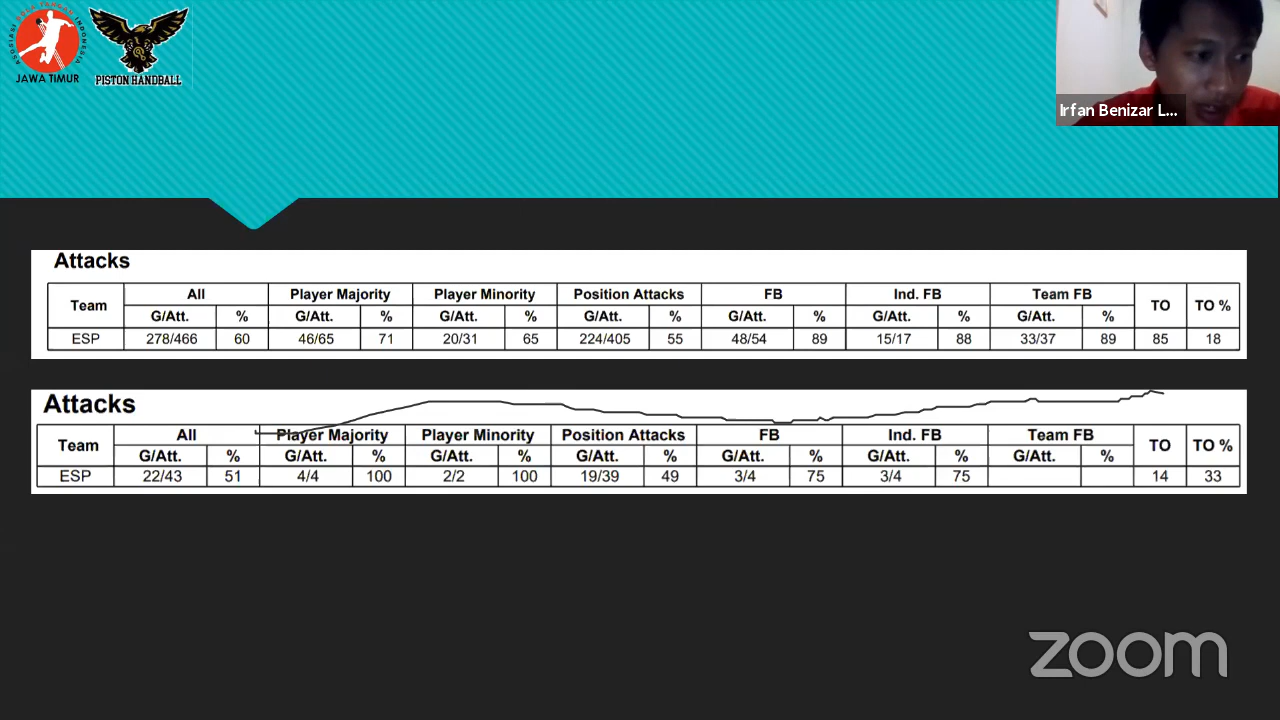 ASOSIASI BOLA TANGAN INDONESIA
JAWA TIMUR
PISTON HANDBALL
Irfan Benizar L...
Attacks
Team All Player Majority Player Minority Position Attacks FB Ind. FB Team FB TO TO %
G/Att. % G/Att. % G/Att. % G/Att. % G/Att. % G/Att. % G/Att. %
ESP 278/466 60 46/65 71 20/31 65 224/405 55 48/54 89 15/17 88 33/37 89 85 18
Attacks
Team All Player Majority Player Minority Position Attacks FB Ind. FB Team FB TO TO %
G/Att. % G/Att. % G/Att. % G/Att. % G/Att. % G/Att. % G/Att. %
ESP 22/43 51 4/4 100 2/2 100 19/39 49 3/4 75 3/4 75 14 33
zoom